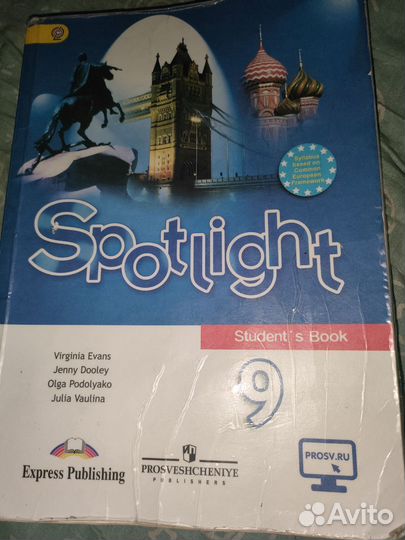 Syllabus
based on
Common
European
Framework
Spotlight
Student's Book
Virginia Evans
Jenny Dooley
Olga Podolyako
Julia Vaulina
9
PROSV.RU
Express Publishing
PROSVESHCHENIYE
PUBLISHERS
Avito